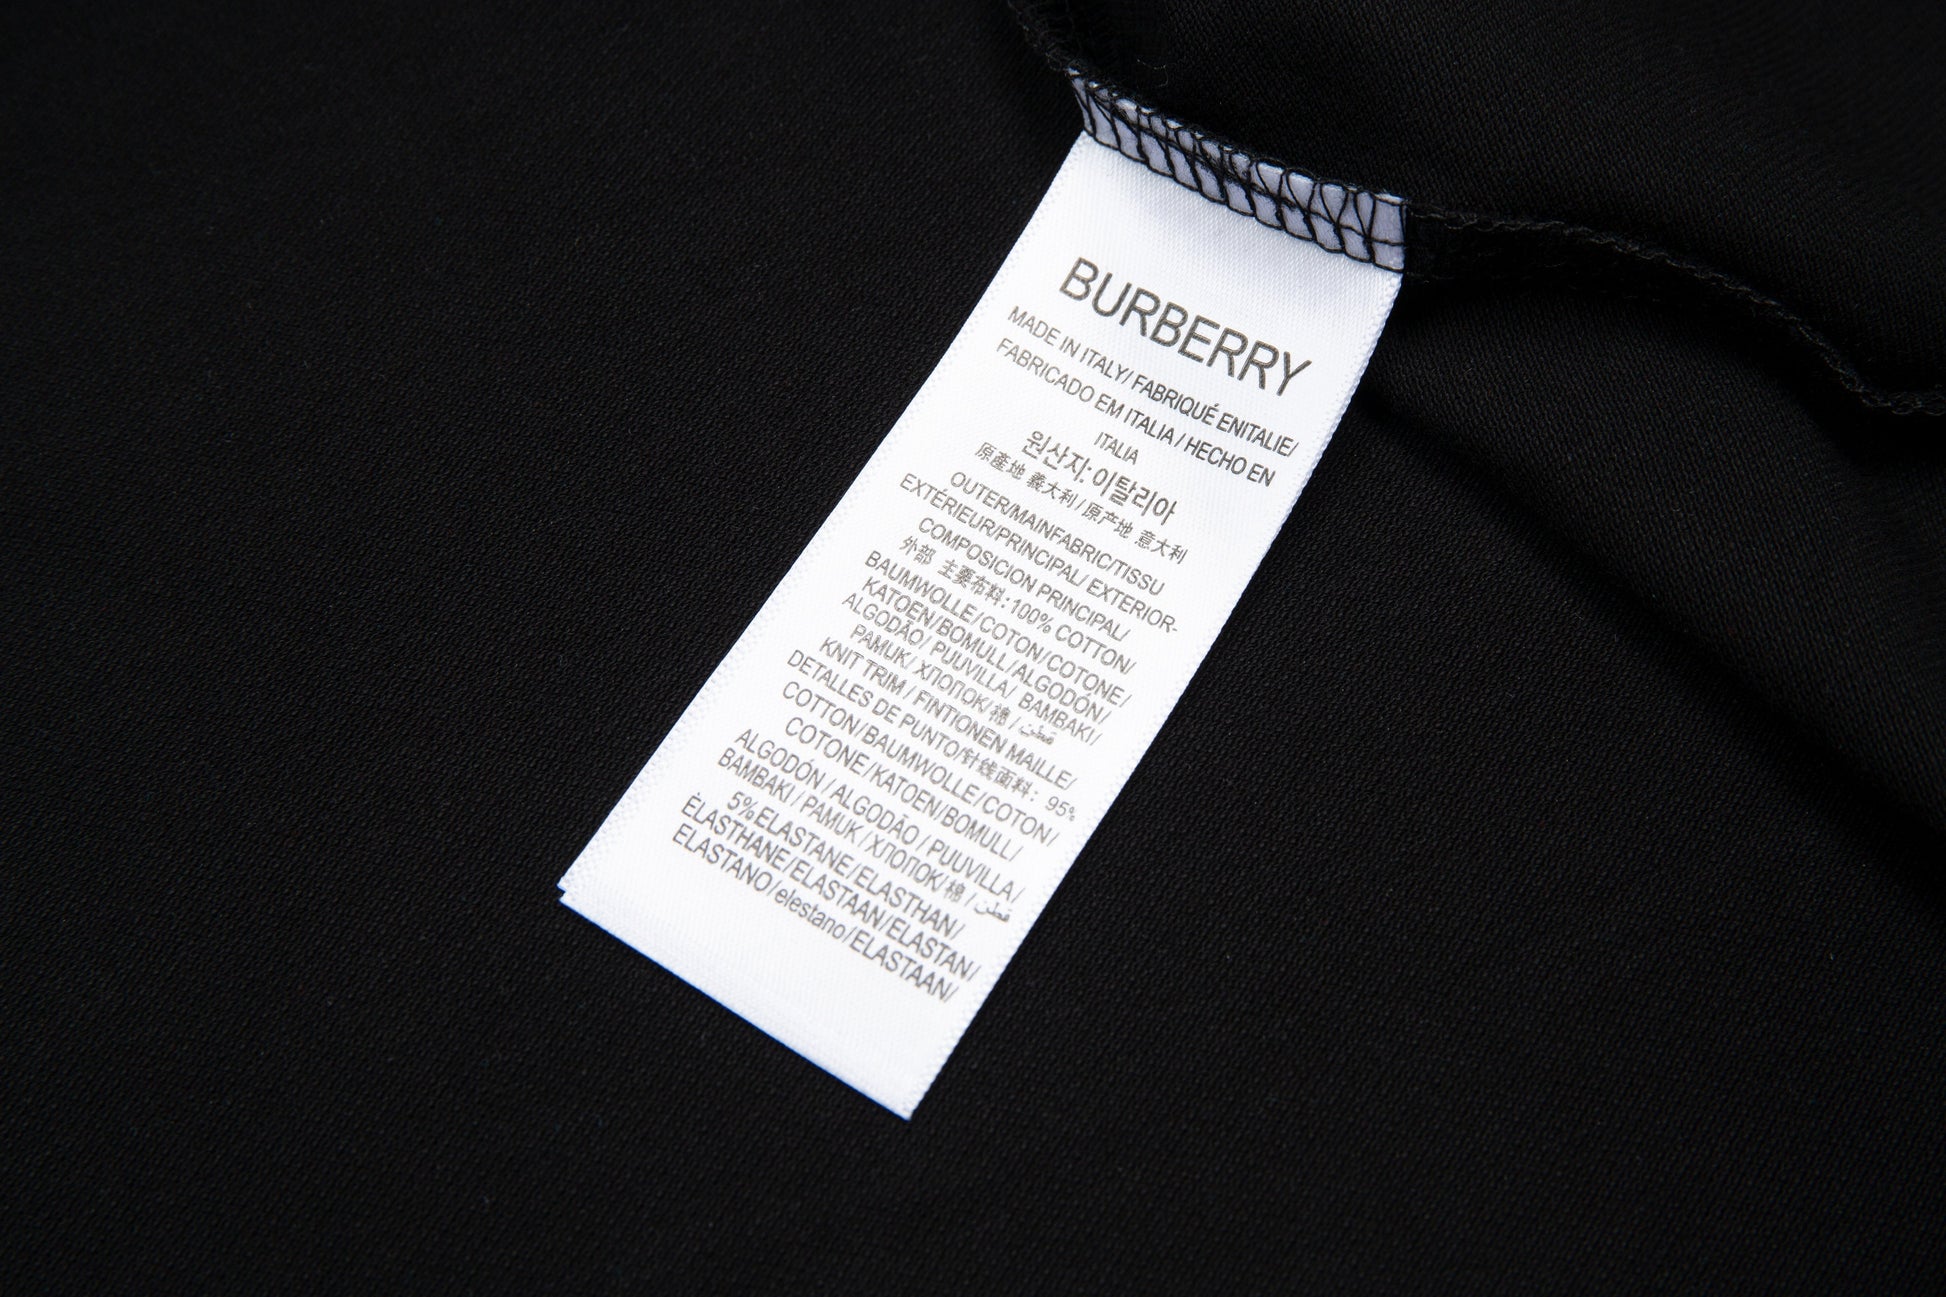 BURBERRY
MADE IN ITALY/ FABRIQUÉ ENITALIE/
FABRICADO EM ITALIA / HECHO EN
ITALIA
원산지: 이탈리아
原產地 義大利 / 原产地 意大利
OUTER/MAINFABRIC/TISSU
EXTÉRIEUR/PRINCIPAL/ EXTERIOR-
COMPOSICION PRINCIPAL/
外部 主要布料: 100% COTTON/
BAUMWOLLE/COTON/COTONE/
KATOEN/BOMULL/ALGODÓN/
ALGODÃO/ PUUVILLA/ BAMBAKI/
PAMUK/ ХЛОПОК/ 棉 / قطن
KNIT TRIM / FINTIONEN MAILLE/
DETALLES DE PUNTO/针线面料: 95%
COTTON/BAUMWOLLE/COTON/
COTONE/KATOEN/BOMULL/
ALGODÓN / ALGODÃO / PUUVILLA/
BAMBAKI / PAMUK / ХЛОПОК/ 棉 / قطن
5%ELASTANE/ELASTHAN/
ÉLASTHANE/ELASTAAN/ELASTAN/
ELASTANO/elestano/ELASTAAN/